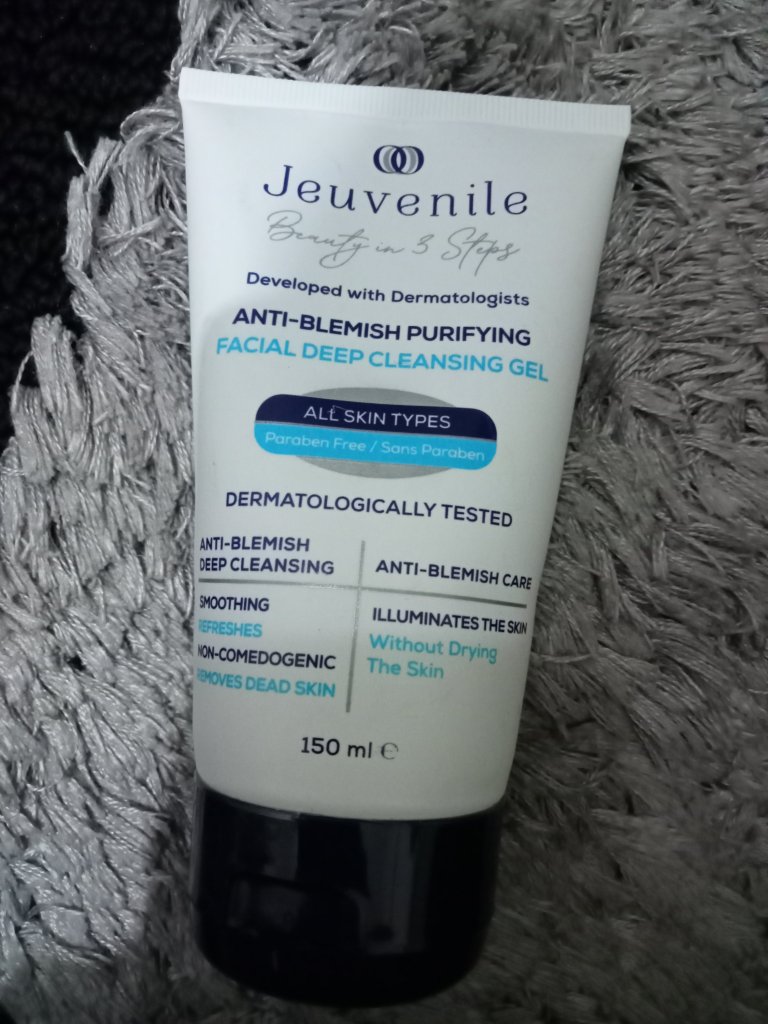 Jeuvenile
Beauty in 3 Steps
Developed with Dermatologists
ANTI-BLEMISH PURIFYING
FACIAL DEEP CLEANSING GEL
ALL SKIN TYPES
Paraben Free / Sans Paraben
DERMATOLOGICALLY TESTED
ANTI-BLEMISH
DEEP CLEANSING
ANTI-BLEMISH CARE
SMOOTHING
REFRESHES
NON-COMEDOGENIC
REMOVES DEAD SKIN
ILLUMINATES THE SKIN
Without Drying
The Skin
150 ml ℮